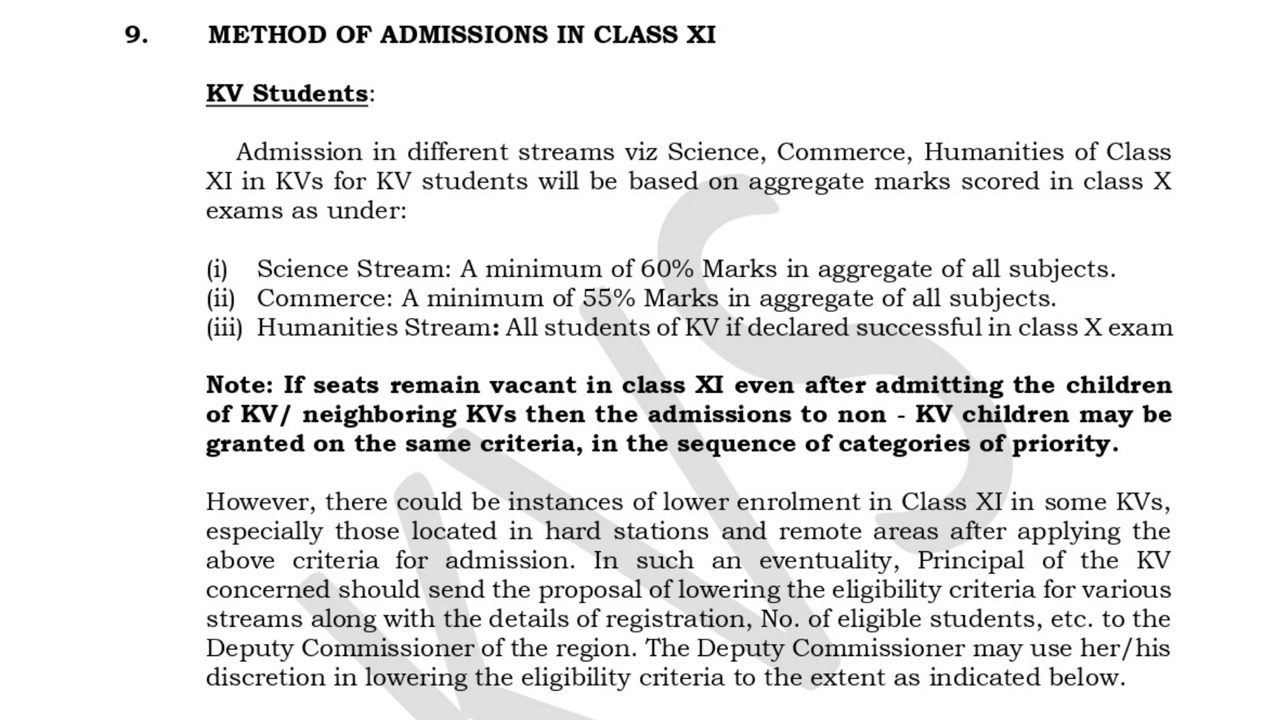 9. METHOD OF ADMISSIONS IN CLASS XI
KV Students:
Admission in different streams viz Science, Commerce, Humanities of Class
XI in KVs for KV students will be based on aggregate marks scored in class X
exams as under:
(i) Science Stream: A minimum of 60% Marks in aggregate of all subjects.
(ii) Commerce: A minimum of 55% Marks in aggregate of all subjects.
(iii) Humanities Stream: All students of KV if declared successful in class X exam
Note: If seats remain vacant in class XI even after admitting the children
of KV/ neighboring KVs then the admissions to non - KV children may be
granted on the same criteria, in the sequence of categories of priority.
However, there could be instances of lower enrolment in Class XI in some KVs,
especially those located in hard stations and remote areas after applying the
above criteria for admission. In such an eventuality, Principal of the KV
concerned should send the proposal of lowering the eligibility criteria for various
streams along with the details of registration, No. of eligible students, etc. to the
Deputy Commissioner of the region. The Deputy Commissioner may use her/his
discretion in lowering the eligibility criteria to the extent as indicated below.
KVS